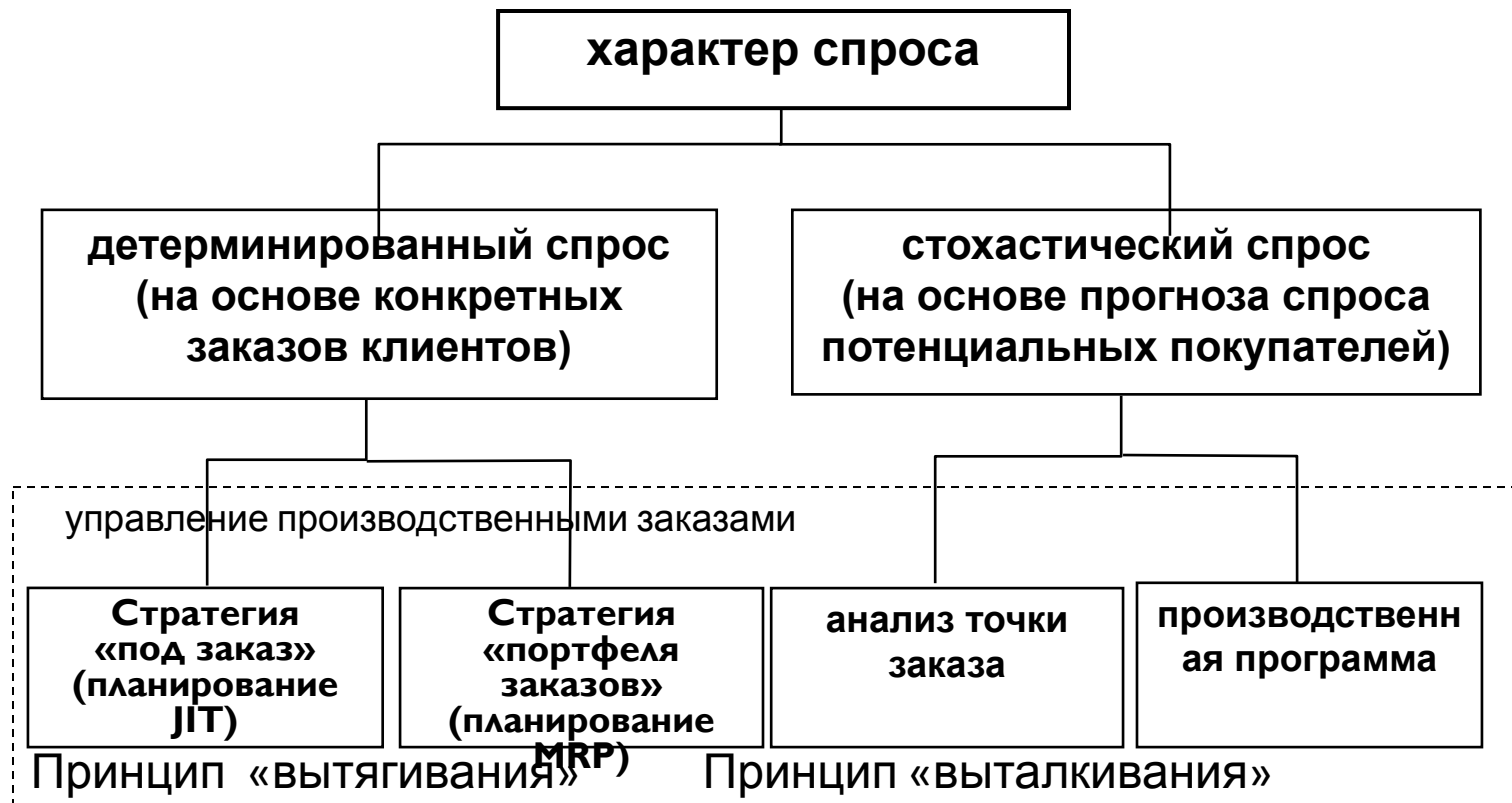 характер спроса
детерминированный спрос
(на основе конкретных
заказов клиентов)
стохастический спрос
(на основе прогноза спроса
потенциальных покупателей)
управление производственными заказами
Стратегия
«под заказ»
(планирование
JIT)
Стратегия
«портфеля
заказов»
(планирование
MRP)
анализ точки
заказа
производственн
ая программа
Принцип «вытягивания»
Принцип «выталкивания»